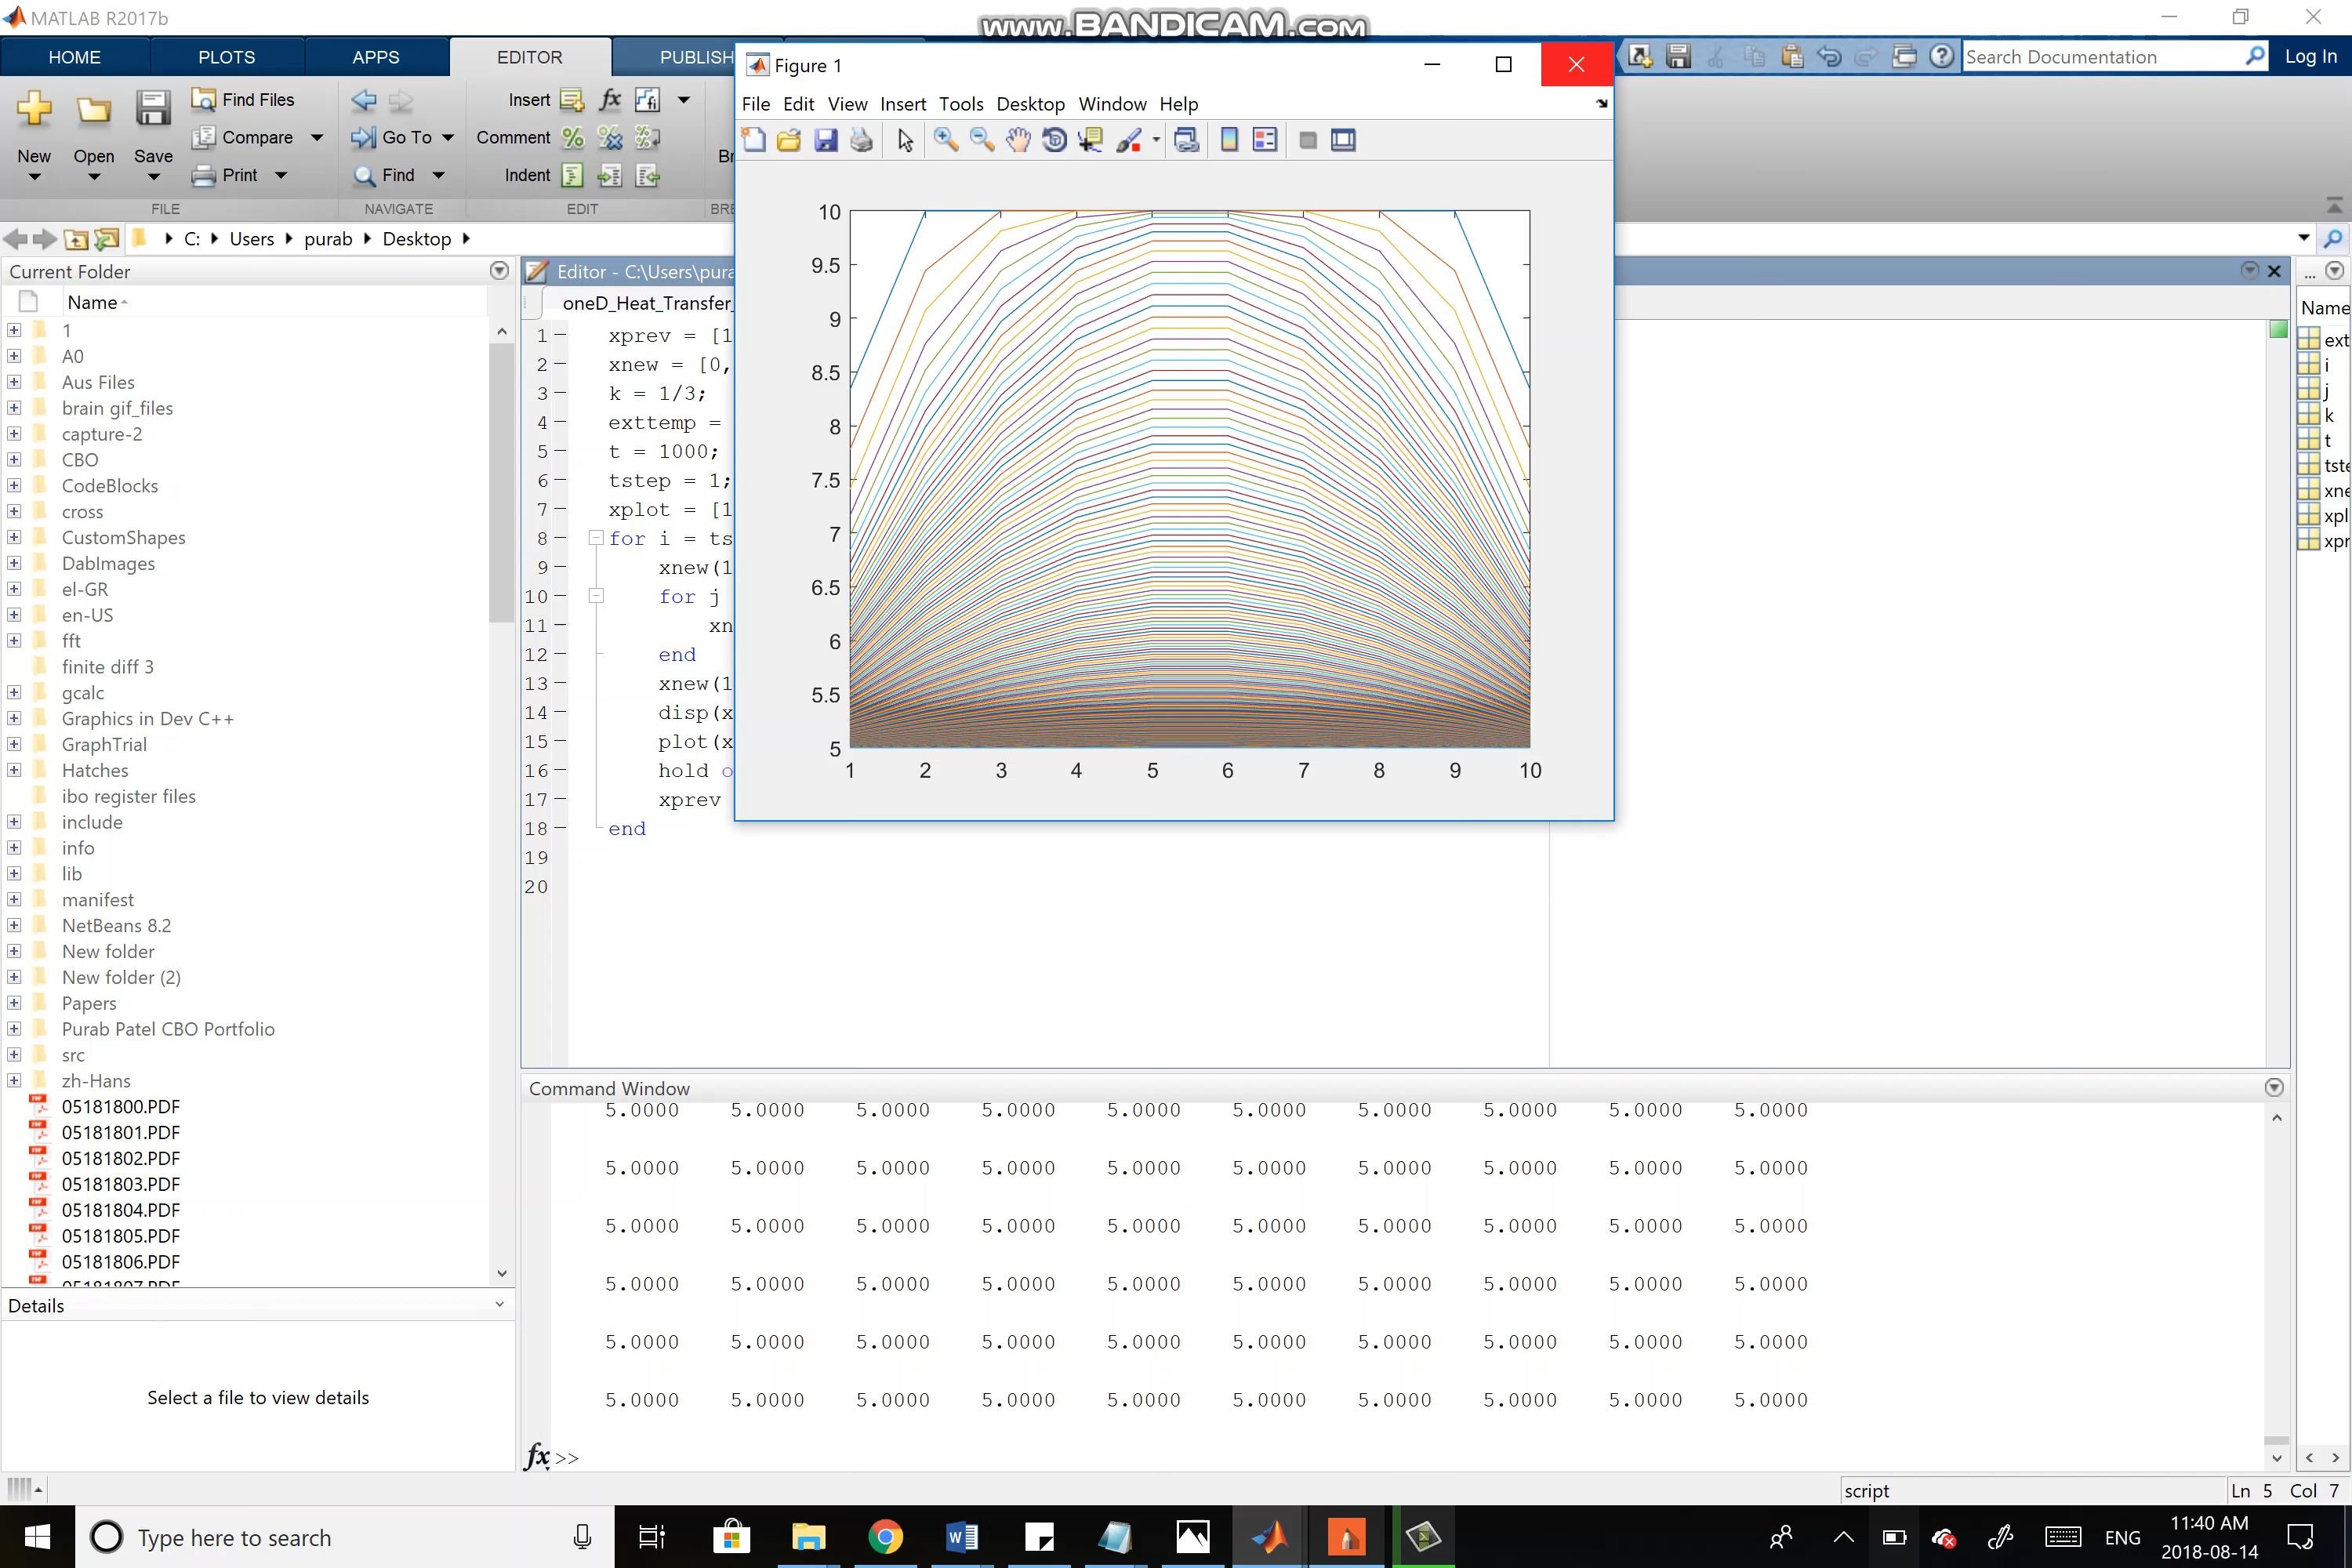 MATLAB R2017b
www.BANDICAM.com
HOME PLOTS APPS EDITOR PUBLISH
Search Documentation Log In
New Open Save
Find Files
Compare
Print
Go To
Find
Insert fx
Comment
Indent
FILE NAVIGATE EDIT BRE
C: Users purab Desktop
Current Folder
Name
1
A0
Aus Files
brain gif_files
capture-2
CBO
CodeBlocks
cross
CustomShapes
DabImages
el-GR
en-US
fft
finite diff 3
gcalc
Graphics in Dev C++
GraphTrial
Hatches
ibo register files
include
info
lib
manifest
NetBeans 8.2
New folder
New folder (2)
Papers
Purab Patel CBO Portfolio
src
zh-Hans
05181800.PDF
05181801.PDF
05181802.PDF
05181803.PDF
05181804.PDF
05181805.PDF
05181806.PDF
05181807.PDF
Details
Select a file to view details
Editor - C:\Users\pura
oneD_Heat_Transfer_
1 xprev = [1
2 xnew = [0,
3 k = 1/3;
4 exttemp =
5 t = 1000;
6 tstep = 1;
7 xplot = [1
8 for i = ts
9 xnew(1
10 for j
11 xn
12 end
13 xnew(1
14 disp(x
15 plot(x
16 hold o
17 xprev
18 end
19
20
Figure 1
File Edit View Insert Tools Desktop Window Help
10
9.5
9
8.5
8
7.5
7
6.5
6
5.5
5
1 2 3 4 5 6 7 8 9 10
...
Name
ext
i
j
k
t
tste
xne
xpl
xpr
Command Window
5.0000 5.0000 5.0000 5.0000 5.0000 5.0000 5.0000 5.0000 5.0000 5.0000
5.0000 5.0000 5.0000 5.0000 5.0000 5.0000 5.0000 5.0000 5.0000 5.0000
5.0000 5.0000 5.0000 5.0000 5.0000 5.0000 5.0000 5.0000 5.0000 5.0000
5.0000 5.0000 5.0000 5.0000 5.0000 5.0000 5.0000 5.0000 5.0000 5.0000
5.0000 5.0000 5.0000 5.0000 5.0000 5.0000 5.0000 5.0000 5.0000 5.0000
5.0000 5.0000 5.0000 5.0000 5.0000 5.0000 5.0000 5.0000 5.0000 5.0000
fx >>
script Ln 5 Col 7
Type here to search
ENG
11:40 AM
2018-08-14